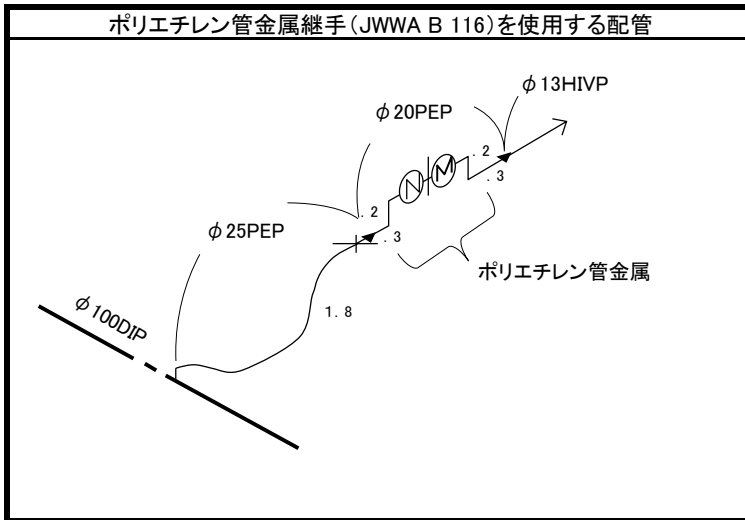 ポリエチレン管金属継手(JWWA B 116)を使用する配管
φ13HIVP
φ20PEP
.2
N
M
.3
.2
φ25PEP
.3
ポリエチレン管金属
φ100DIP
1.8